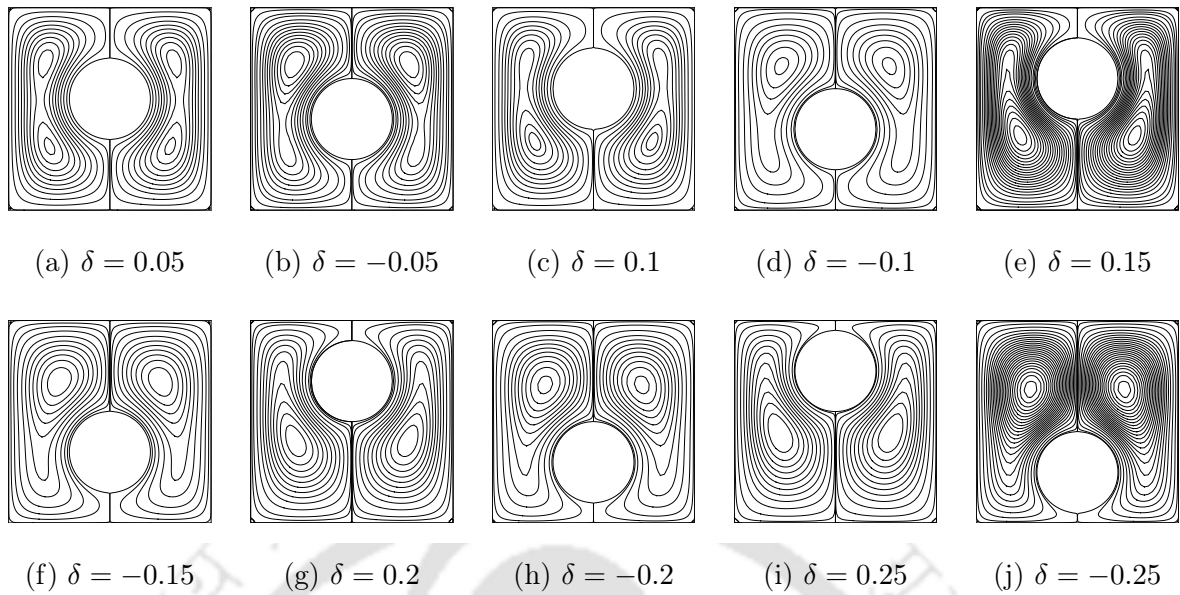 (a) δ = 0.05 (b) δ = −0.05 (c) δ = 0.1 (d) δ = −0.1 (e) δ = 0.15
(f) δ = −0.15 (g) δ = 0.2 (h) δ = −0.2 (i) δ = 0.25 (j) δ = −0.25